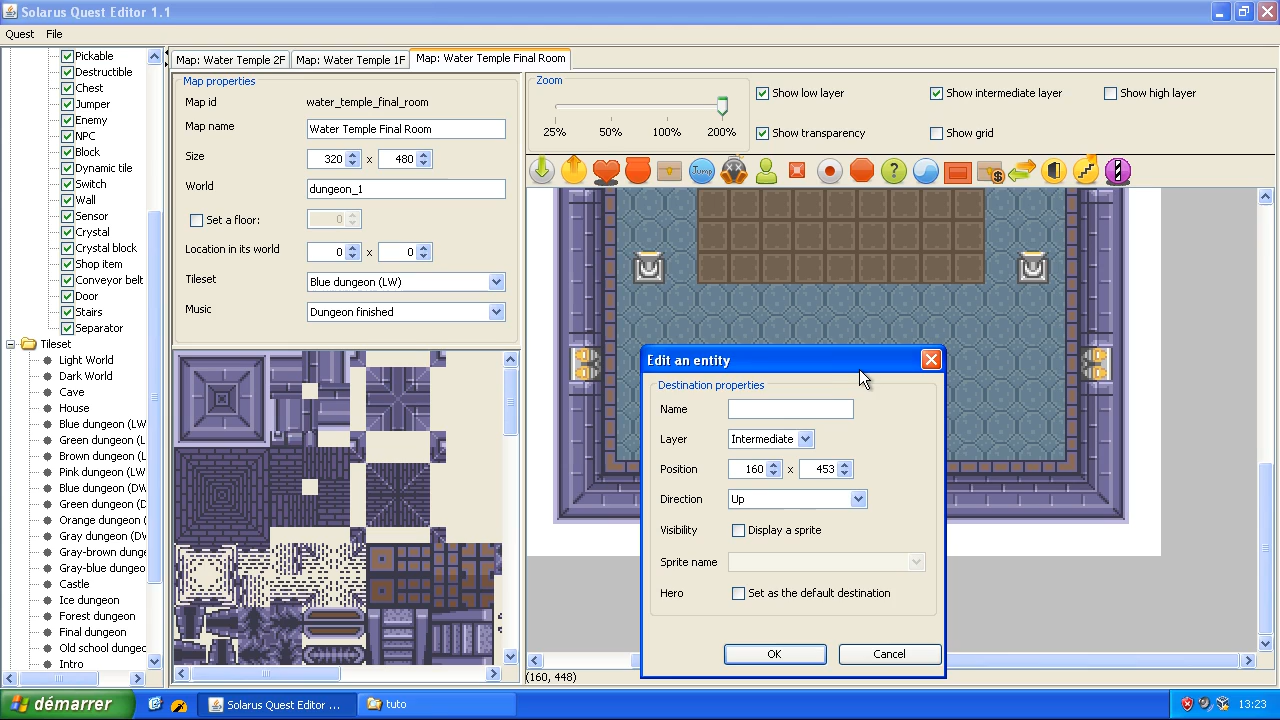 Solarus Quest Editor 1.1
Quest File
Pickable
Destructible
Chest
Jumper
Enemy
NPC
Block
Dynamic tile
Switch
Wall
Sensor
Crystal
Crystal block
Shop item
Conveyor belt
Door
Stairs
Separator
Tileset
Light World
Dark World
Cave
House
Blue dungeon (LW
Green dungeon (L
Brown dungeon (L
Pink dungeon (LW
Blue dungeon (DV
Green dungeon (D
Orange dungeon (
Gray dungeon (DV
Gray-brown dunge
Gray-blue dungeo
Castle
Ice dungeon
Forest dungeon
Final dungeon
Old school dungec
Intro
Map: Water Temple 2F Map: Water Temple 1F Map: Water Temple Final Room
Map properties
Map id water_temple_final_room
Map name Water Temple Final Room
Size 320 x 480
World dungeon_1
Set a floor: 0
Location in its world 0 x 0
Tileset Blue dungeon (LW)
Music Dungeon finished
Zoom
25% 50% 100% 200%
Show low layer Show intermediate layer Show high layer
Show transparency Show grid
Jump ? $
Edit an entity
Destination properties
Name
Layer Intermediate
Position 160 x 453
Direction Up
Visibility Display a sprite
Sprite name
Hero Set as the default destination
OK Cancel
(160, 448)
démarrer Solarus Quest Editor ... tuto 13:23